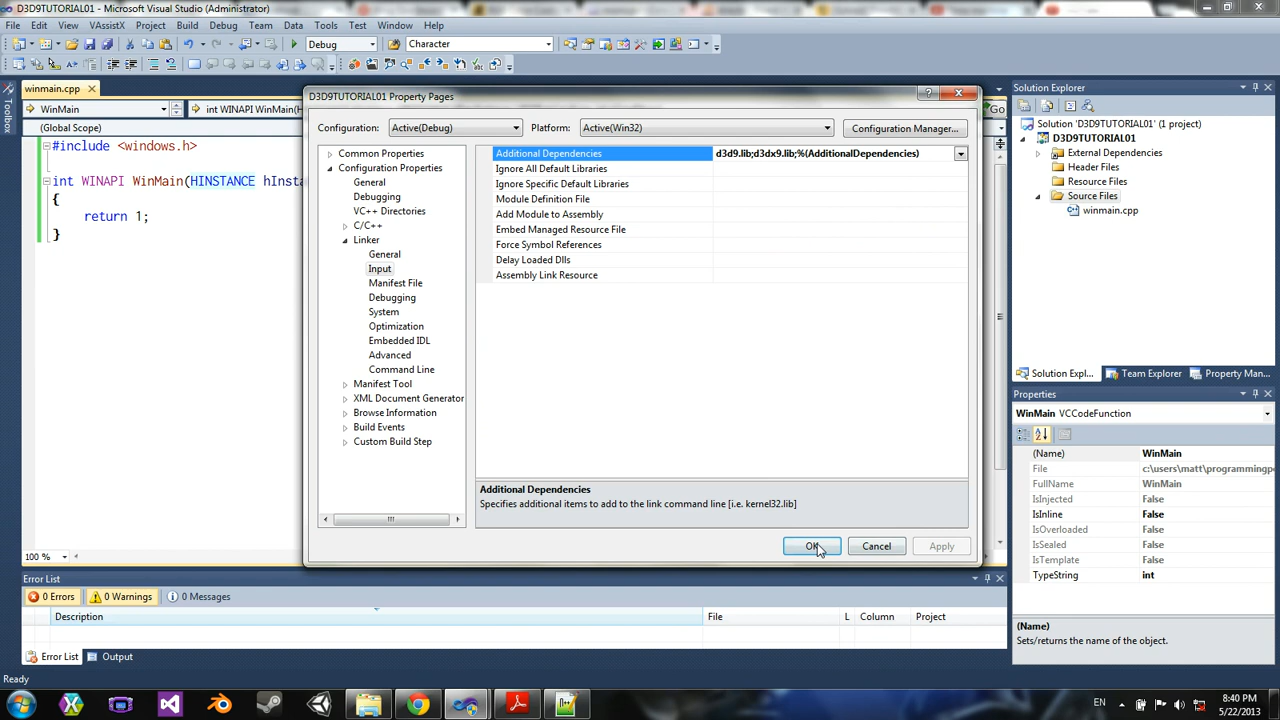 D3D9TUTORIAL01 - Microsoft Visual Studio (Administrator)
File Edit View VAssistX Project Build Debug Team Data Tools Test Window Help
Debug Character
winmain.cpp
WinMain int WINAPI WinMain(H Go
(Global Scope)
#include <windows.h>
int WINAPI WinMain(HINSTANCE hInsta
{
return 1;
}
100 %
Toolbox
D3D9TUTORIAL01 Property Pages
Configuration: Active(Debug) Platform: Active(Win32) Configuration Manager...
Common Properties
Configuration Properties
General
Debugging
VC++ Directories
C/C++
Linker
General
Input
Manifest File
Debugging
System
Optimization
Embedded IDL
Advanced
Command Line
Manifest Tool
XML Document Generator
Browse Information
Build Events
Custom Build Step
Additional Dependencies d3d9.lib;d3dx9.lib;%(AdditionalDependencies)
Ignore All Default Libraries
Ignore Specific Default Libraries
Module Definition File
Add Module to Assembly
Embed Managed Resource File
Force Symbol References
Delay Loaded Dlls
Assembly Link Resource
Additional Dependencies
Specifies additional items to add to the link command line [i.e. kernel32.lib]
OK Cancel Apply
Solution Explorer
Solution 'D3D9TUTORIAL01' (1 project)
D3D9TUTORIAL01
External Dependencies
Header Files
Resource Files
Source Files
winmain.cpp
Solution Expl... Team Explorer Property Man...
Properties
WinMain VCCodeFunction
(Name) WinMain
File c:\users\matt\programmingp
FullName WinMain
IsInjected False
IsInline False
IsOverloaded False
IsSealed False
IsTemplate False
TypeString int
(Name)
Sets/returns the name of the object.
Error List
0 Errors 0 Warnings 0 Messages
Description File L Column Project
Error List Output
Ready
EN 8:40 PM
5/22/2013